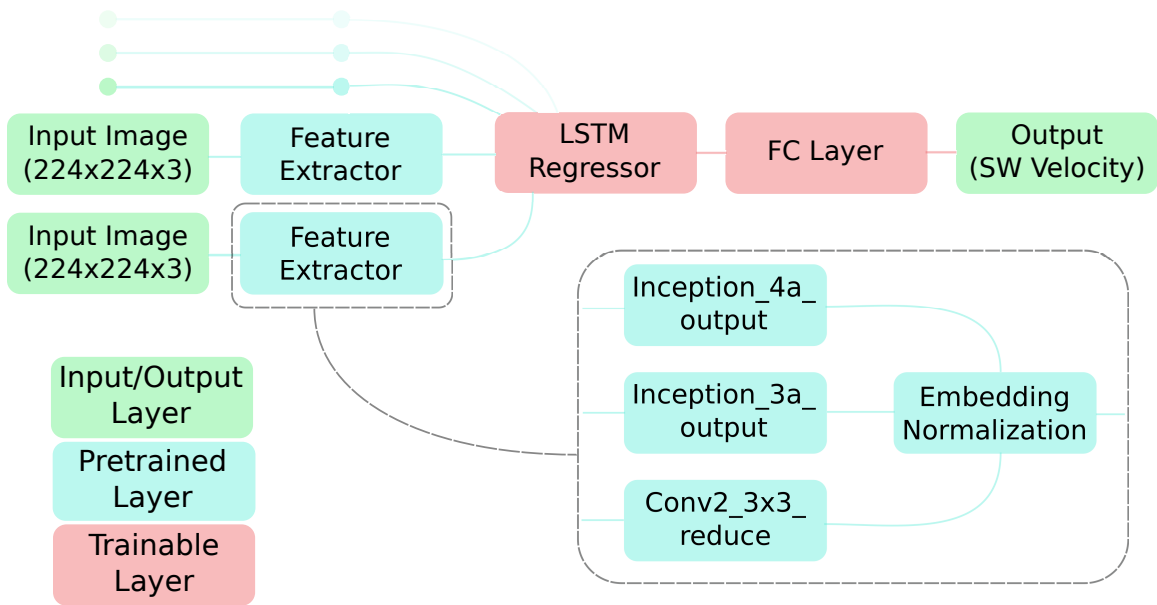 Input Image
(224x224x3)
Feature
Extractor
LSTM
Regressor
FC Layer
Output
(SW Velocity)
Input Image
(224x224x3)
Feature
Extractor
Inception_4a_
output
Inception_3a_
output
Conv2_3x3_
reduce
Embedding
Normalization
Input/Output
Layer
Pretrained
Layer
Trainable
Layer